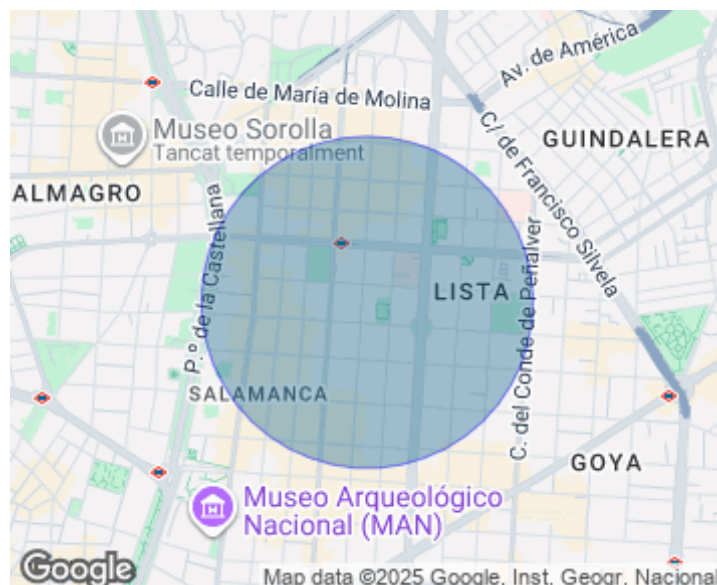 Av. de América
Calle de María de Molina
C/ de Francisco Silvela
Museo Sorolla
Tancat temporalment
GUINDALERA
ALMAGRO
P.º de la Castellana
C. del Conde de Peñalver
LISTA
SALAMANCA
GOYA
Museo Arqueológico
Nacional (MAN)
Google
Map data ©2025 Google, Inst. Geogr. Nacional